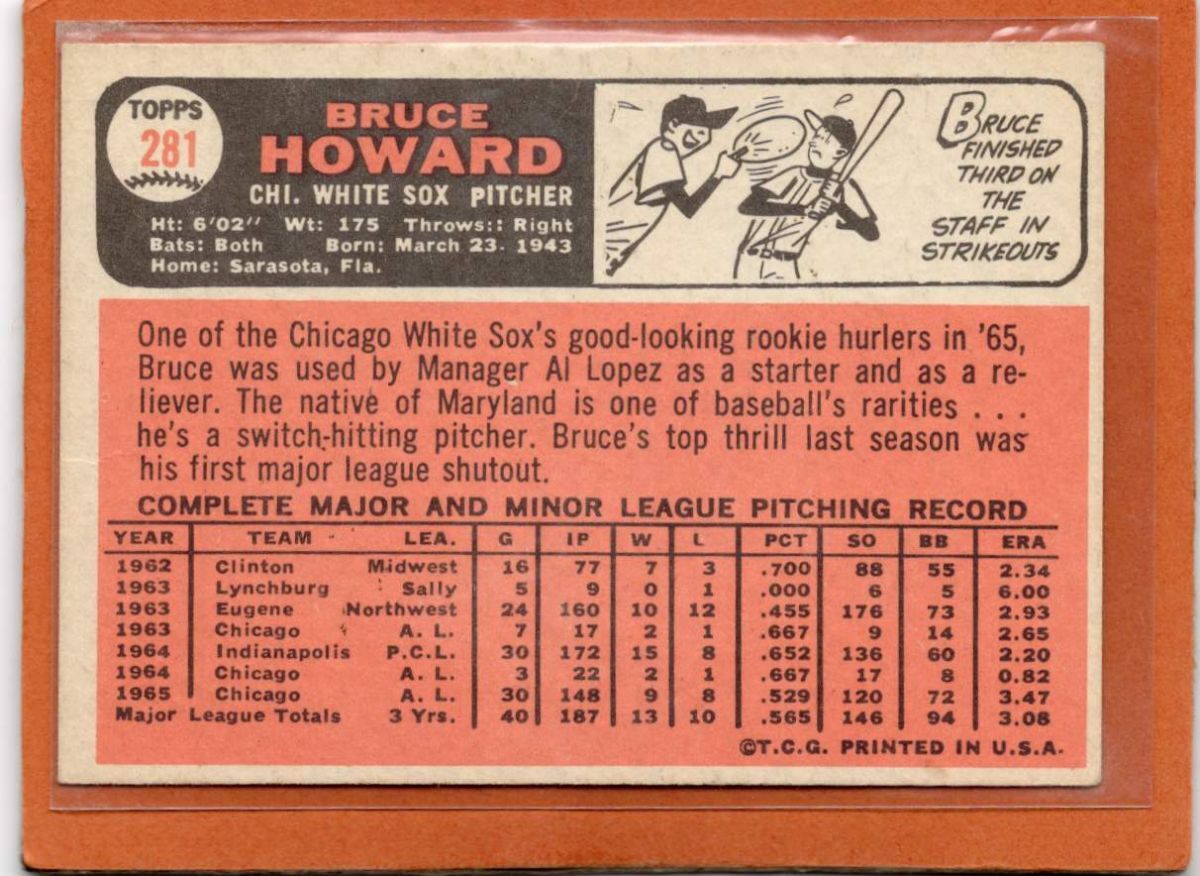 TOPPS
281
BRUCE
HOWARD
CHI. WHITE SOX PITCHER
Ht: 6'02" Wt: 175 Throws:: Right
Bats: Both Born: March 23- 1943
Home: Sarasota, Fla.
BRUCE
FINISHED
THIRD ON
THE
STAFF IN
STRIKEOUTS
One of the Chicago White Sox's good-looking rookie hurlers in '65,
Bruce was used by Manager Al Lopez as a starter and as a re-
liever. The native of Maryland is one of baseball's rarities . . .
he's a switch-hitting pitcher. Bruce's top thrill last season was
his first major league shutout.
COMPLETE MAJOR AND MINOR LEAGUE PITCHING RECORD
YEAR TEAM LEA. G IP W L PCT SO BB ERA
1962 Clinton Midwest 16 77 7 3 .700 88 55 2.34
1963 Lynchburg Sally 5 9 0 1 .000 6 5 6.00
1963 Eugene Northwest 24 160 10 12 .455 176 73 2.93
1963 Chicago A. L. 7 17 2 1 .667 9 14 2.65
1964 Indianapolis P.C.L. 30 172 15 8 .652 136 60 2.20
1964 Chicago A. L. 3 22 2 1 .667 17 8 0.82
1965 Chicago A. L. 30 148 9 8 .529 120 72 3.47
Major League Totals 3 Yrs. 40 187 13 10 .565 146 94 3.08
©T.C.G. PRINTED IN U.S.A.